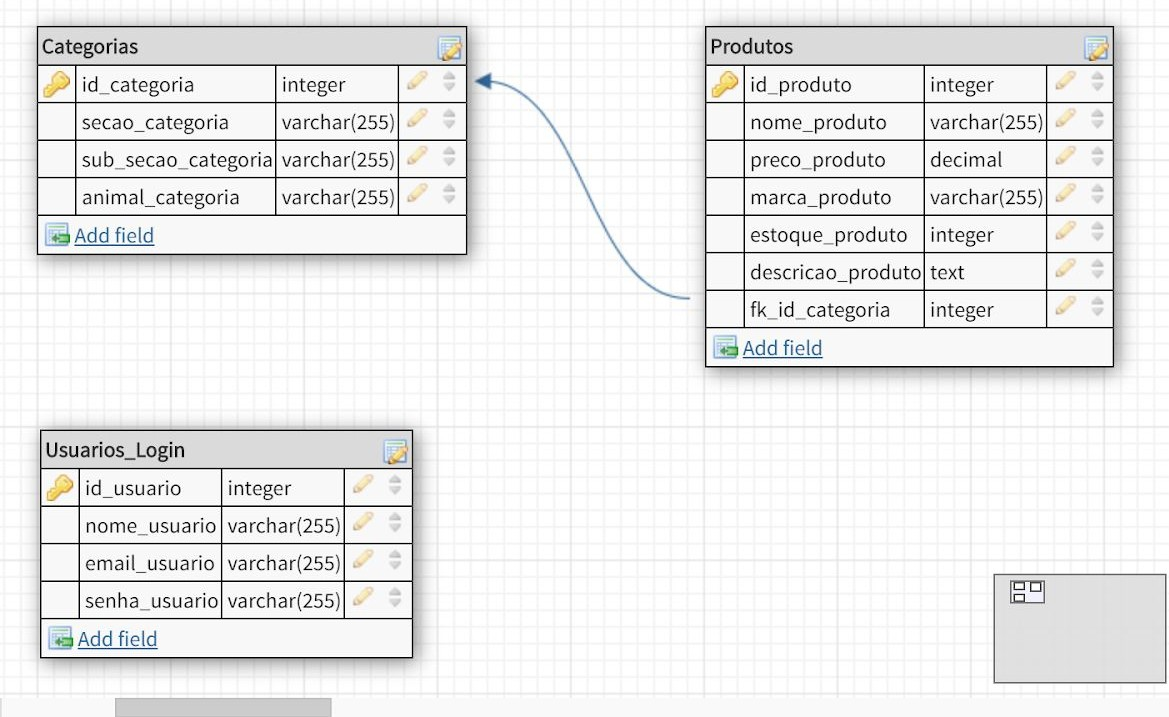 Categorias
id_categoria integer
secao_categoria varchar(255)
sub_secao_categoria varchar(255)
animal_categoria varchar(255)
Add field
Produtos
id_produto integer
nome_produto varchar(255)
preco_produto decimal
marca_produto varchar(255)
estoque_produto integer
descricao_produto text
fk_id_categoria integer
Add field
Usuarios_Login
id_usuario integer
nome_usuario varchar(255)
email_usuario varchar(255)
senha_usuario varchar(255)
Add field